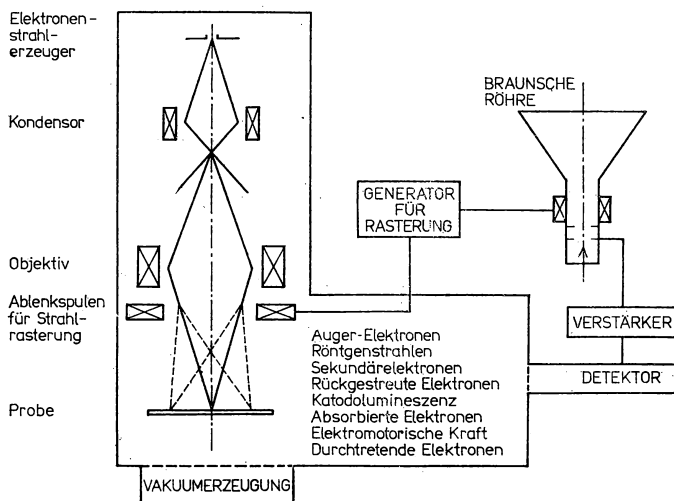 Elektronen-
strahl-
erzeuger
Kondensor
Objektiv
Ablenkspulen
für Strahl-
rasterung
Probe
BRAUNSCHE
RÖHRE
GENERATOR
FÜR
RASTERUNG
VERSTÄRKER
DETEKTOR
Auger-Elektronen
Röntgenstrahlen
Sekundärelektronen
Rückgestreute Elektronen
Katodolumineszenz
Absorbierte Elektronen
Elektromotorische Kraft
Durchtretende Elektronen
VAKUUMERZEUGUNG